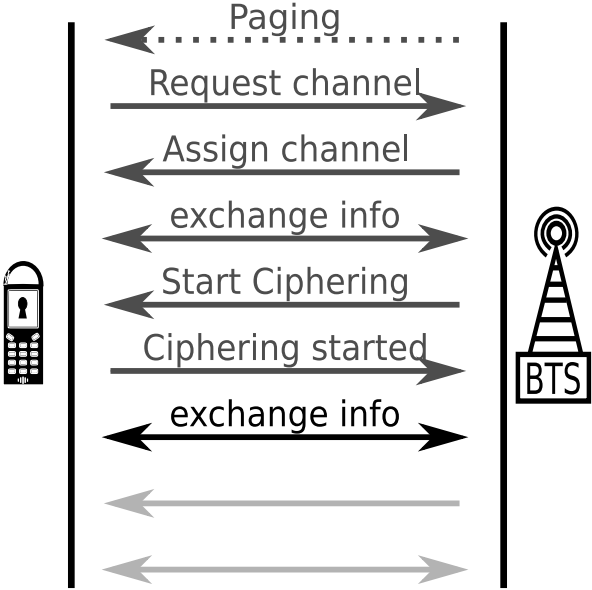 Paging
Request channel
Assign channel
exchange info
Start Ciphering
Ciphering started
exchange info
BTS